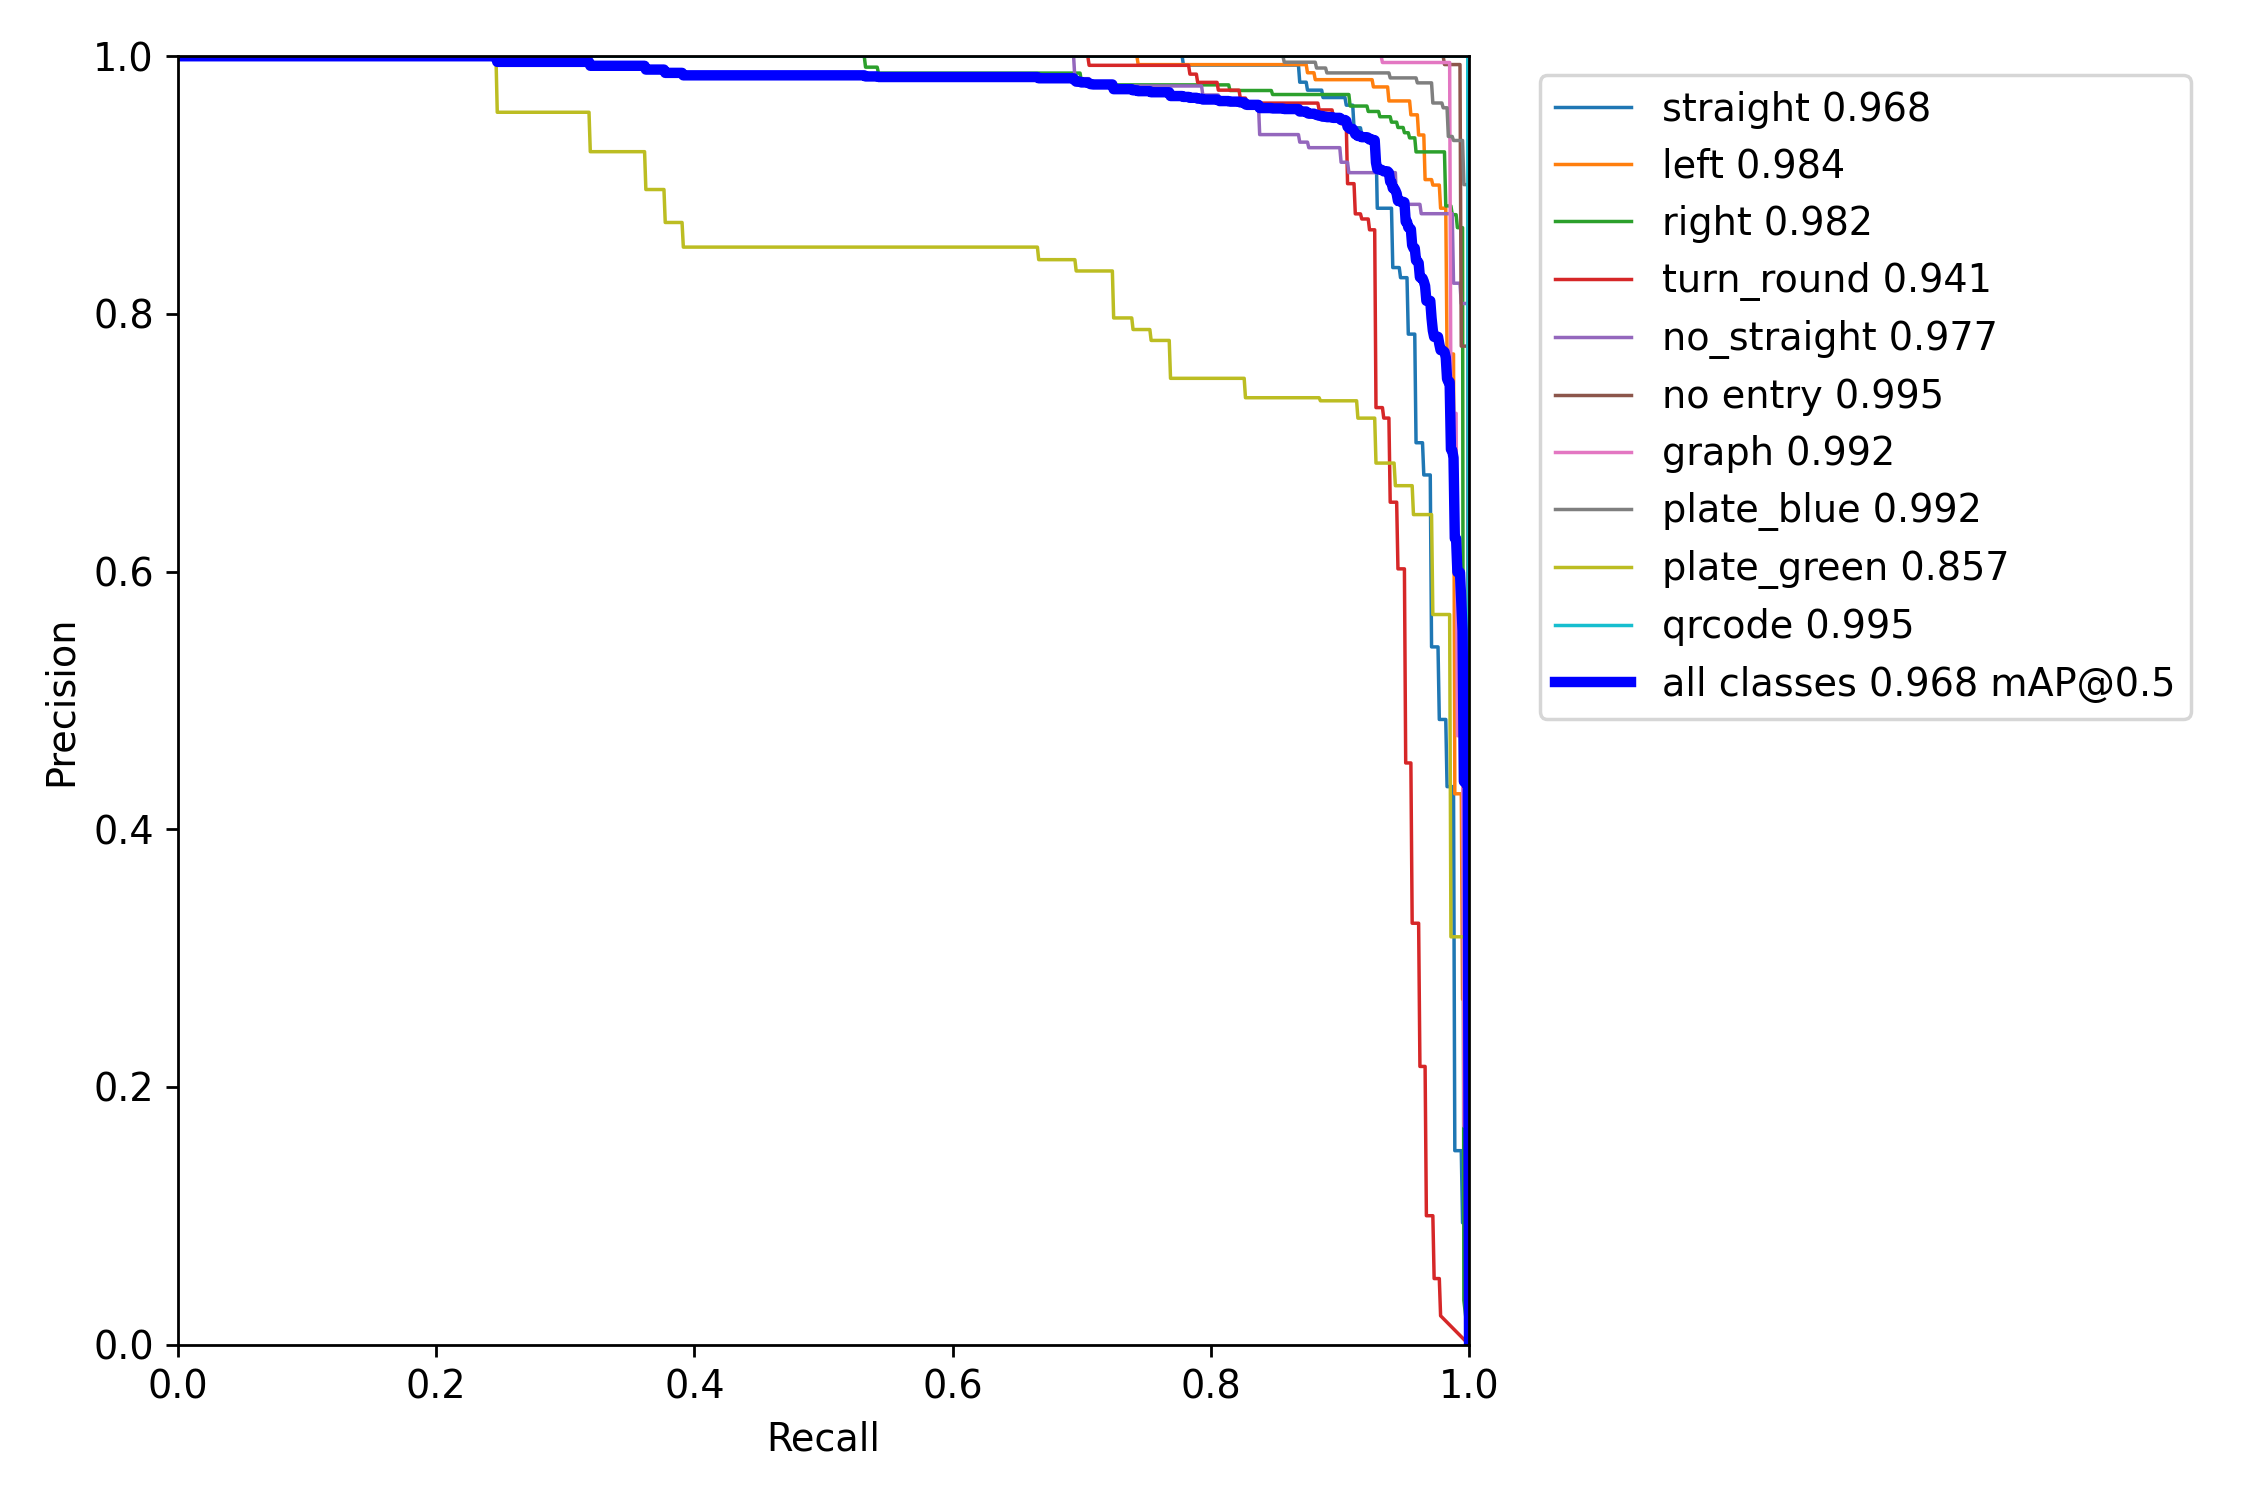 1.0
0.8
0.6
0.4
0.2
0.0
Precision
0.0 0.2 0.4 0.6 0.8 1.0
Recall
straight 0.968
left 0.984
right 0.982
turn_round 0.941
no_straight 0.977
no entry 0.995
graph 0.992
plate_blue 0.992
plate_green 0.857
qrcode 0.995
all classes 0.968 mAP@0.5